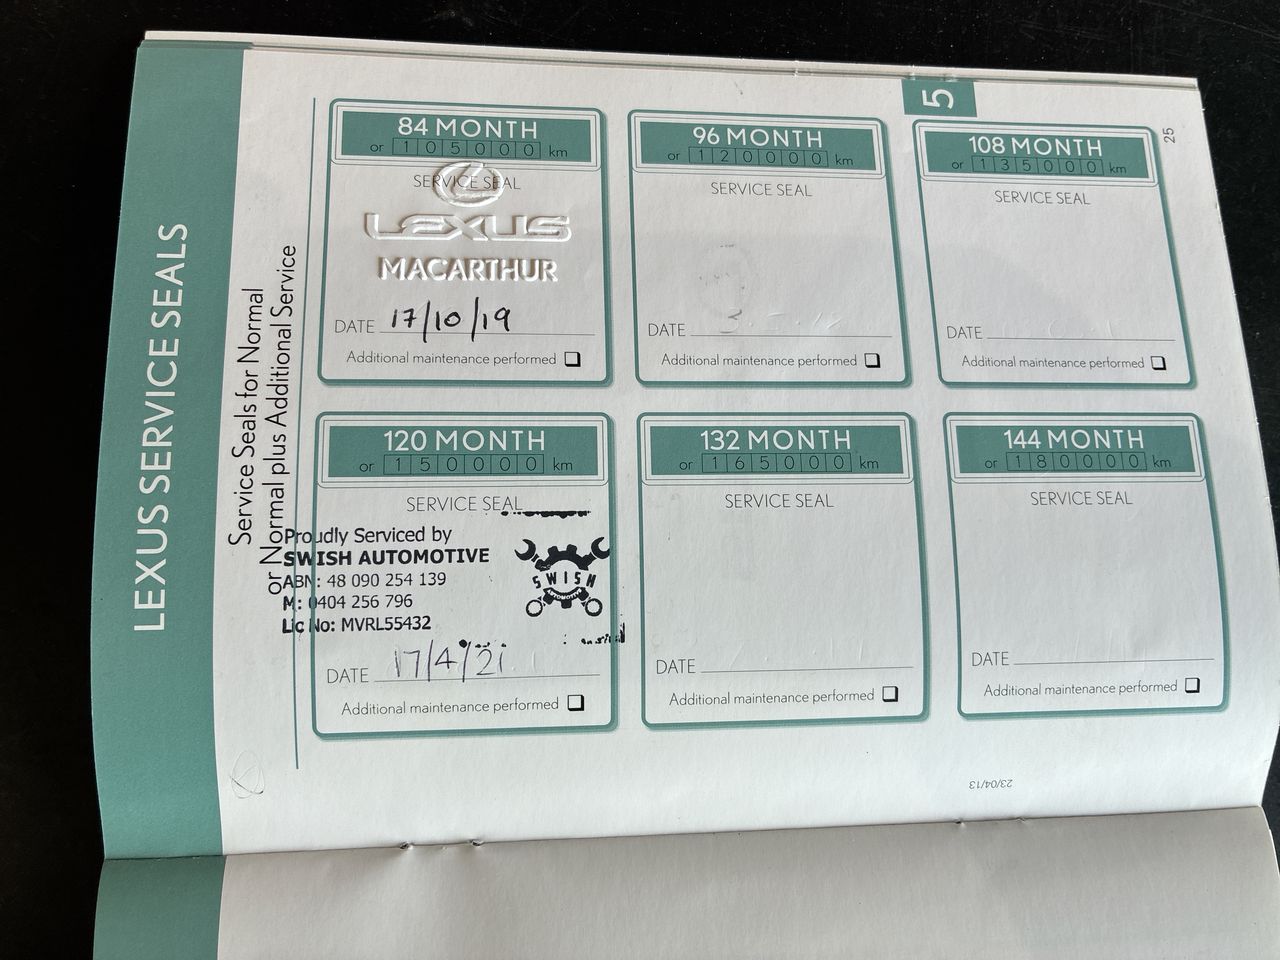 LEXUS SERVICE SEALS
Service Seals for Normal
or Normal plus Additional Service
5
25
84 MONTH
or 105000 km
SERVICE SEAL
LEXUS
MACARTHUR
DATE 17/10/19
Additional maintenance performed
96 MONTH
or 120000 km
SERVICE SEAL
DATE
Additional maintenance performed
108 MONTH
or 135000 km
SERVICE SEAL
DATE
Additional maintenance performed
120 MONTH
or 150000 km
SERVICE SEAL
Proudly Serviced by
SWISH AUTOMOTIVE
ABN: 48 090 254 139
M: 0404 256 796
Lic No: MVRL55432
SWISH
AUTOMOTIVE
DATE 17/4/21
Additional maintenance performed
132 MONTH
or 165000 km
SERVICE SEAL
DATE
Additional maintenance performed
144 MONTH
or 180000 km
SERVICE SEAL
DATE
Additional maintenance performed
23/04/13